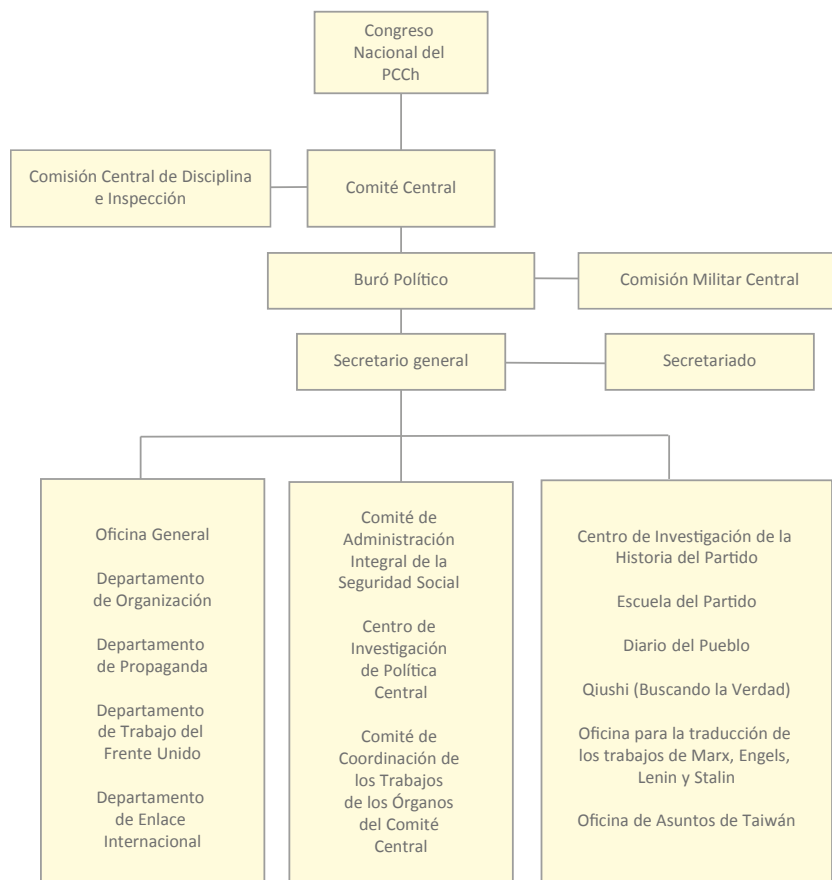 Congreso
Nacional del
PCCh
Comisión Central de Disciplina
e Inspección
Comité Central
Buró Político
Comisión Militar Central
Secretario general
Secretariado
Oficina General
Departamento
de Organización
Departamento
de Propaganda
Departamento
de Trabajo del
Frente Unido
Departamento
de Enlace
Internacional
Comité de
Administración
Integral de la
Seguridad Social
Centro de
Investigación
de Política
Central
Comité de
Coordinación de
los Trabajos
de los Órganos
del Comité
Central
Centro de Investigación de la
Historia del Partido
Escuela del Partido
Diario del Pueblo
Qiushi (Buscando la Verdad)
Oficina para la traducción de
los trabajos de Marx, Engels,
Lenin y Stalin
Oficina de Asuntos de Taiwán